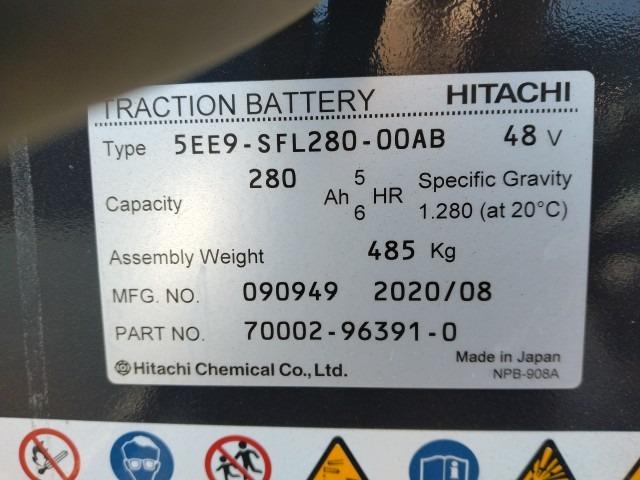 TRACTION BATTERY HITACHI
Type 5EE9-SFL280-00AB 48 V
Capacity 280 Ah 5 6 HR Specific Gravity
1.280 (at 20°C)
Assembly Weight 485 Kg
MFG. NO. 090949 2020/08
PART NO. 70002-96391-0
Made in Japan
Hitachi Chemical Co., Ltd.
NPB-908A